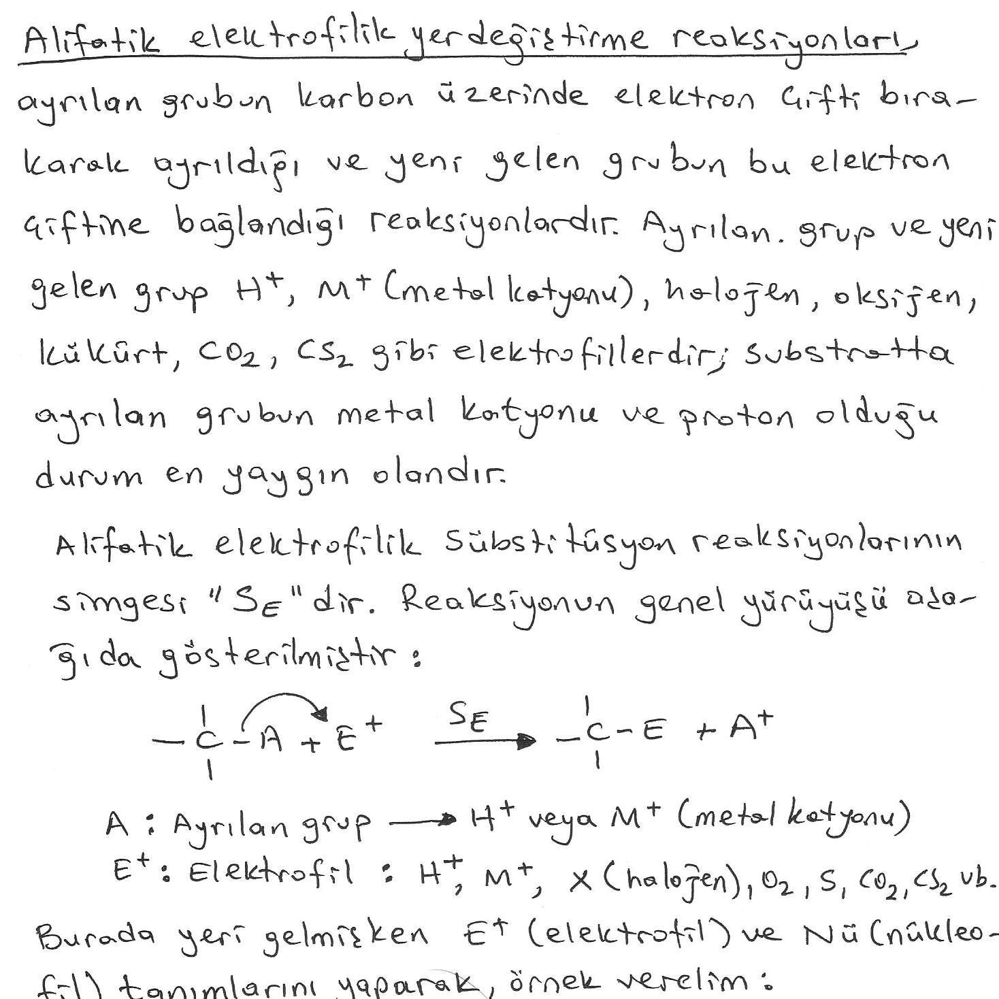 Alifatik elektrofilik yerdeğiştirme reaksiyonları,
ayrılan grubun karbon üzerinde elektron çifti bıra-
karak ayrıldığı ve yeni gelen grubun bu elektron
çiftine bağlandığı reaksiyonlardır. Ayrılan. grup ve yeni
gelen grup H⁺, M⁺ (metal katyonu), halojen, oksijen,
kükürt, CO₂, CS₂ gibi elektrofillerdir; substratta
ayrılan grubun metal katyonu ve proton olduğu
durum en yaygın olandır.
Alifatik elektrofilik sübstitüsyon reaksiyonlarının
simgesi "SE" dir. Reaksiyonun genel yürüyüşü aşa-
ğıda gösterilmiştir :
-C-A + E⁺ SE → -C-E + A⁺
A : Ayrılan grup → H⁺ veya M⁺ (metal katyonu)
E⁺ : Elektrofil : H⁺, M⁺, X (halojen), O₂, S, CO₂, CS₂ vb.
Burada yeri gelmişken E⁺ (elektrofil) ve Nü (nükleo-
fil) tanımlarını yaparak, örnek verelim :